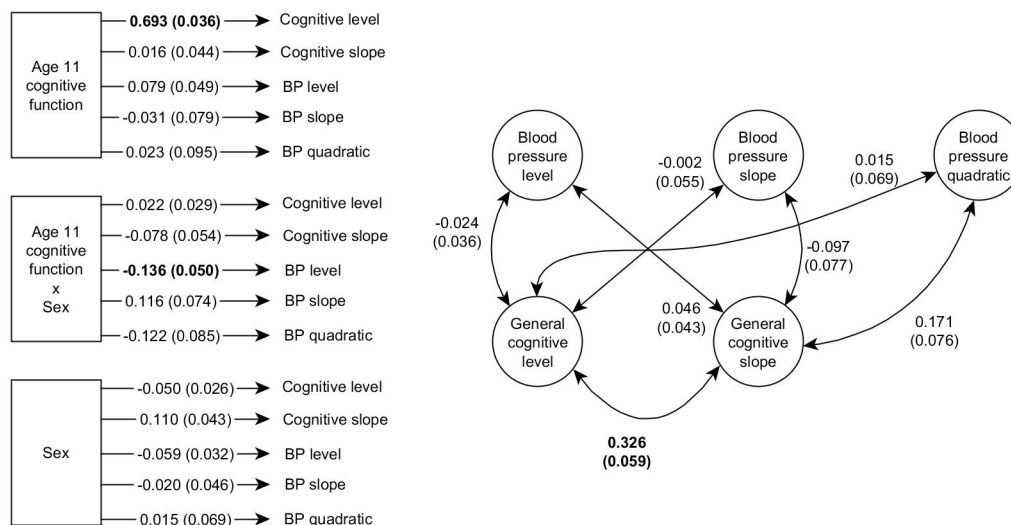 Age 11
cognitive
function
0.693 (0.036) Cognitive level
0.016 (0.044) Cognitive slope
0.079 (0.049) BP level
-0.031 (0.079) BP slope
0.023 (0.095) BP quadratic
Age 11
cognitive
function
x
Sex
0.022 (0.029) Cognitive level
-0.078 (0.054) Cognitive slope
-0.136 (0.050) BP level
0.116 (0.074) BP slope
-0.122 (0.085) BP quadratic
Sex
-0.050 (0.026) Cognitive level
0.110 (0.043) Cognitive slope
-0.059 (0.032) BP level
-0.020 (0.046) BP slope
0.015 (0.069) BP quadratic
Blood
pressure
level
Blood
pressure
slope
Blood
pressure
quadratic
-0.002
(0.055)
0.015
(0.069)
-0.024
(0.036)
-0.097
(0.077)
0.046
(0.043)
0.171
(0.076)
General
cognitive
level
General
cognitive
slope
0.326
(0.059)